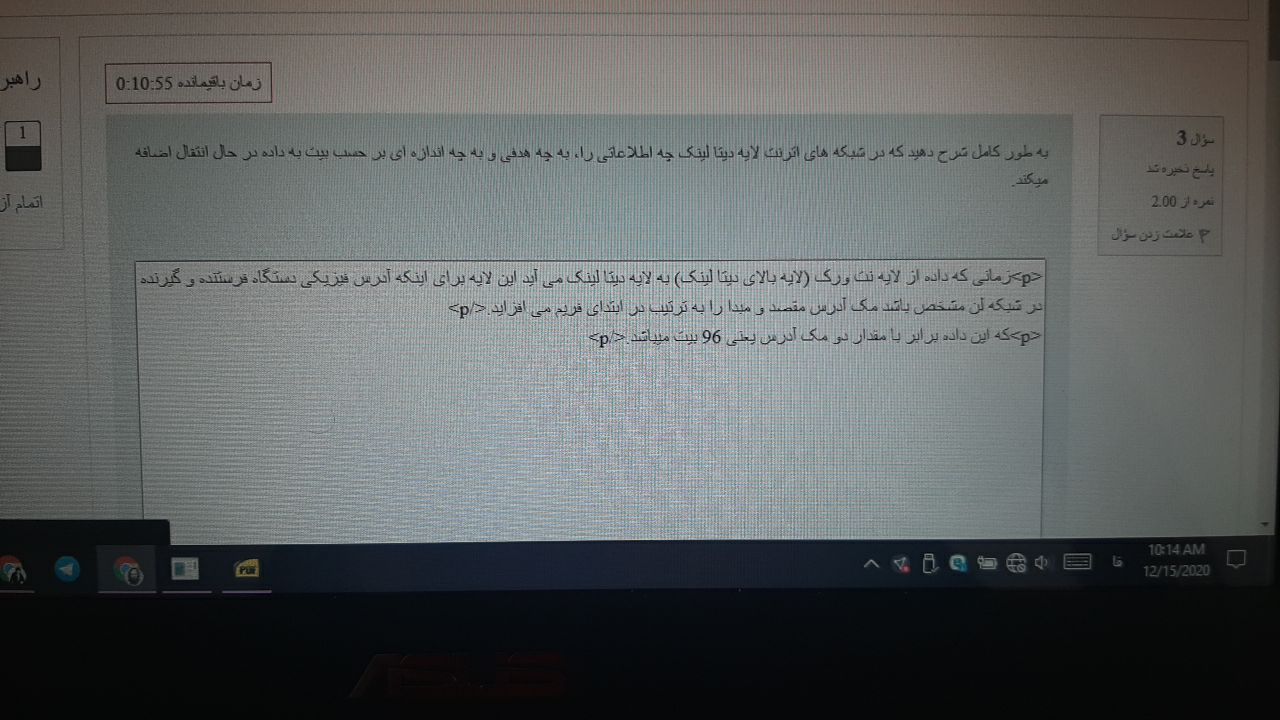 راهبر
زمان باقیمانده 0:10:55
1
اتمام آز
سؤال 3
پاسخ ذخیره شد
نمره از 2.00
علامت زدن سؤال
به طور کامل شرح دهید که در شبکه های اترنت لایه دیتا لینک چه اطلاعاتی را، به چه هدفی و به چه اندازه ای بر حسب بیت به داده در حال انتقال اضافه
میکند.
<p>زمانی که داده از لایه نت ورک (لایه بالای دیتا لینک) به لایه دیتا لینک می آید این لایه برای اینکه آدرس فیزیکی دستگاه فرستنده و گیرنده
در شبکه لن مشخص باشد مک آدرس مقصد و مبدا را به ترتیب در ابتدای فریم می افزاید.</p>
<p>که این داده برابر با مقدار دو مک آدرس یعنی 96 بیت میباشد.</p>
PDF
فا
10:14 AM
12/15/2020
ASUS